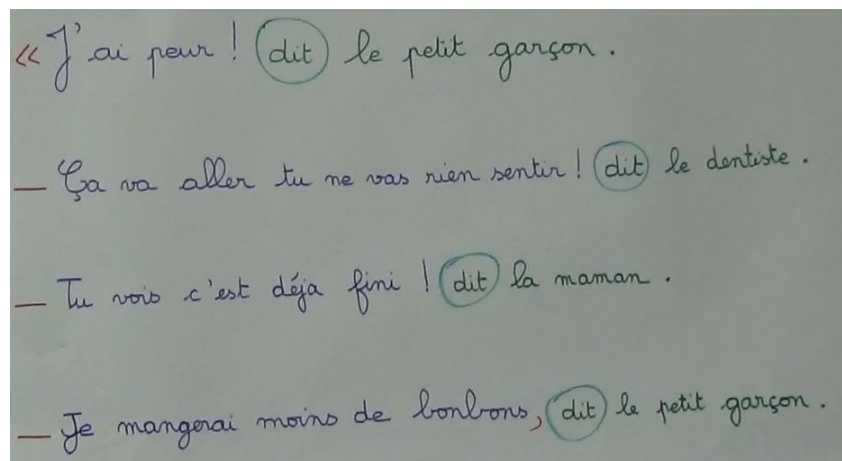 « J'ai peur ! dit le petit garçon.
— Ça va aller tu ne vas rien sentir ! dit le dentiste.
— Tu vois c'est déja fini ! dit la maman.
— Je mangerai moins de bonbons, dit le petit garçon.